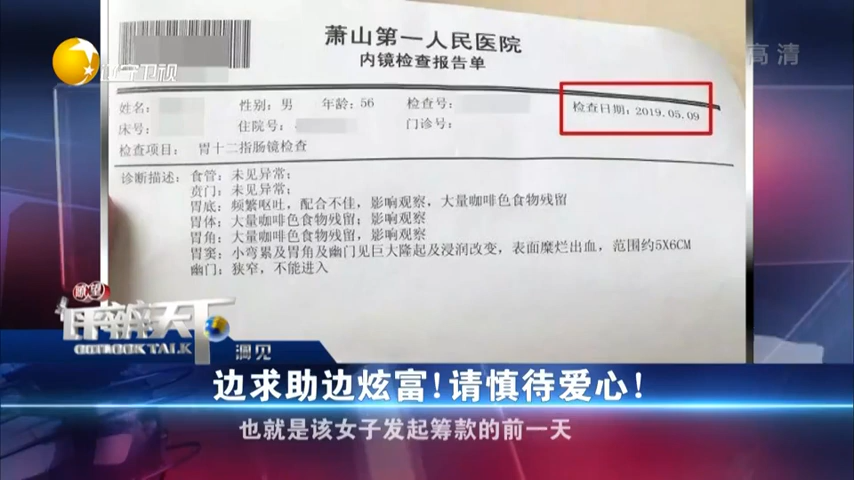 萧山第一人民医院
内镜检查报告单
辽宁卫视
高清
姓名: 性别: 男 年龄: 56 检查号:
检查日期: 2019.05.09
床号: 住院号: 门诊号:
检查项目: 胃十二指肠镜检查
诊断描述: 食管: 未见异常;
贲门: 未见异常;
胃底: 频繁呕吐, 配合不佳, 影响观察, 大量咖啡色食物残留
胃体: 大量咖啡色食物残留; 影响观察
胃角: 大量咖啡色食物残留, 影响观察
胃窦: 小弯累及胃角及幽门见巨大隆起及浸润改变, 表面糜烂出血, 范围约5X6CM
幽门: 狭窄, 不能进入
瞭望
评辨天下
OUTLOOK TALK
洞见
边求助边炫富!请慎待爱心!
也就是该女子发起筹款的前一天